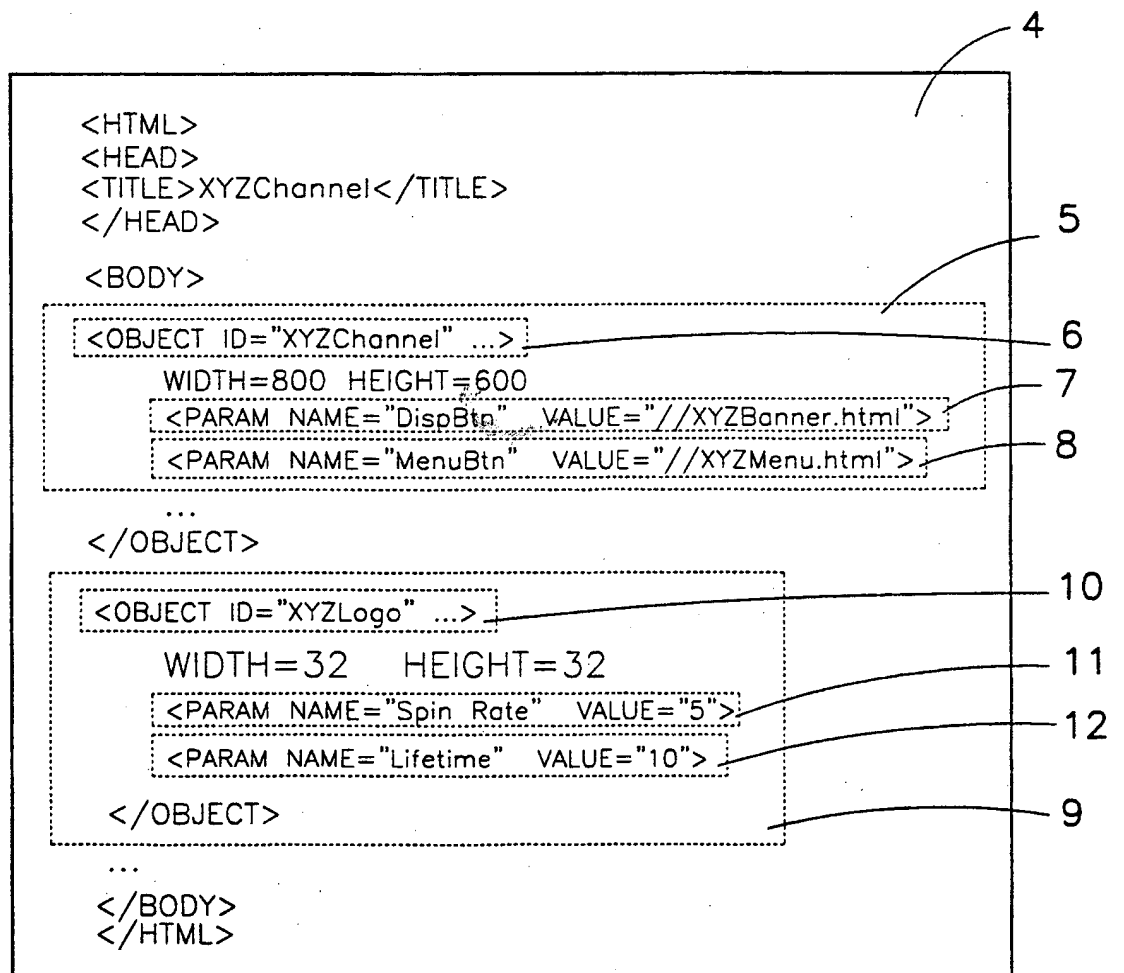 4
<HTML>
<HEAD>
<TITLE>XYZChannel</TITLE>
</HEAD>
5
<BODY>
<OBJECT ID="XYZChannel" ...>
6
WIDTH=800 HEIGHT=600
7
<PARAM NAME="DispBtn" VALUE="//XYZBanner.html">
8
<PARAM NAME="MenuBtn" VALUE="//XYZMenu.html">
...
</OBJECT>
10
<OBJECT ID="XYZLogo" ...>
WIDTH=32 HEIGHT=32
11
<PARAM NAME="Spin Rate" VALUE="5">
12
<PARAM NAME="Lifetime" VALUE="10">
</OBJECT>
9
...
</BODY>
</HTML>